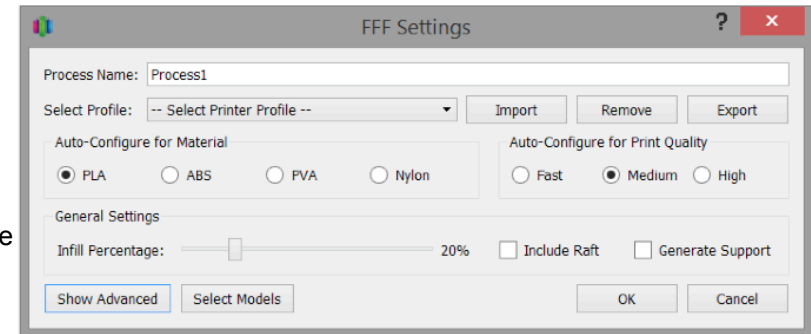 FFF Settings ?
Process Name: Process1
Select Profile: -- Select Printer Profile -- Import Remove Export
Auto-Configure for Material Auto-Configure for Print Quality
PLA ABS PVA Nylon Fast Medium High
General Settings
e
Infill Percentage: 20% Include Raft Generate Support
Show Advanced Select Models OK Cancel